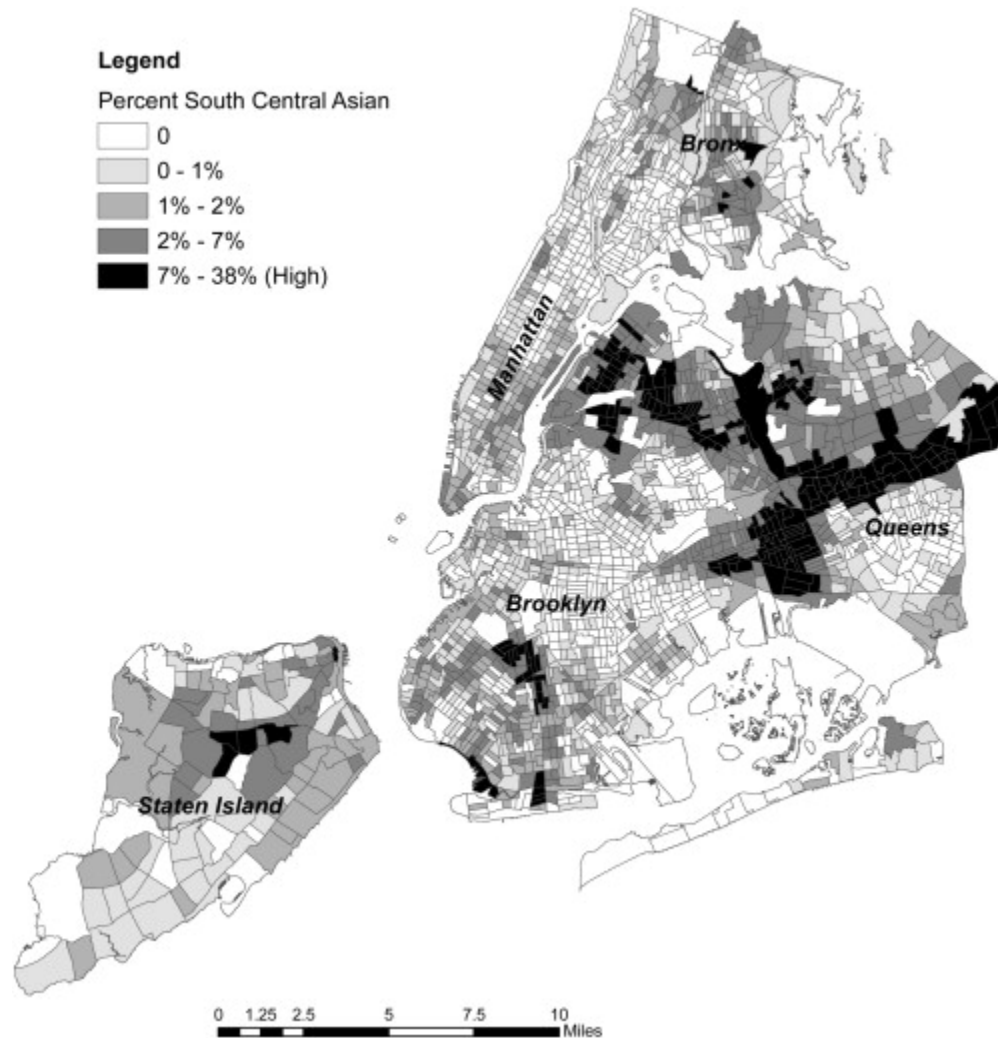 Legend
Percent South Central Asian
0
0 - 1%
1% - 2%
2% - 7%
7% - 38% (High)
Bronx
Manhattan
Queens
Brooklyn
Staten Island
0 1.25 2.5 5 7.5 10
Miles